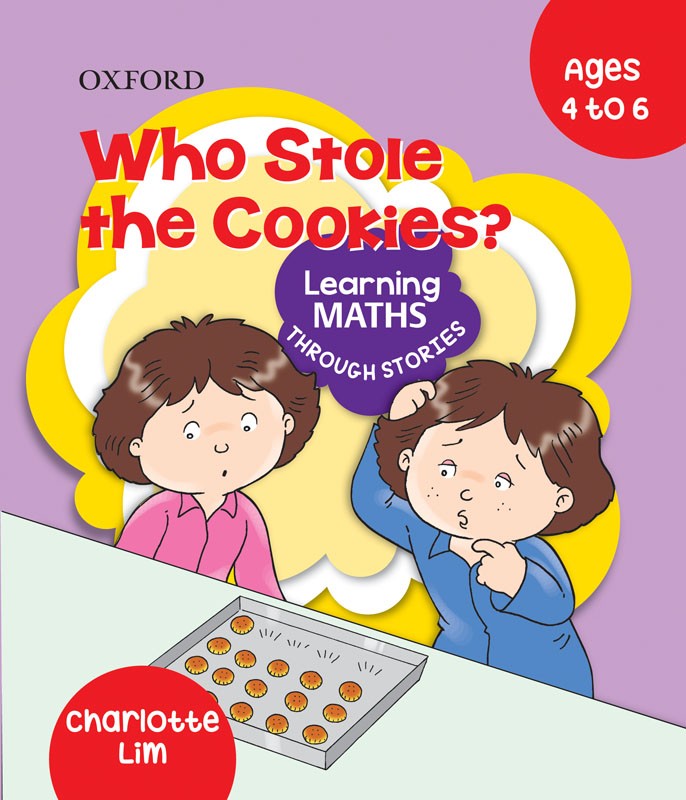 OXFORD
Ages
4 to 6
Who Stole
the Cookies?
Learning
MATHS
THROUGH STORIES
Charlotte
Lim